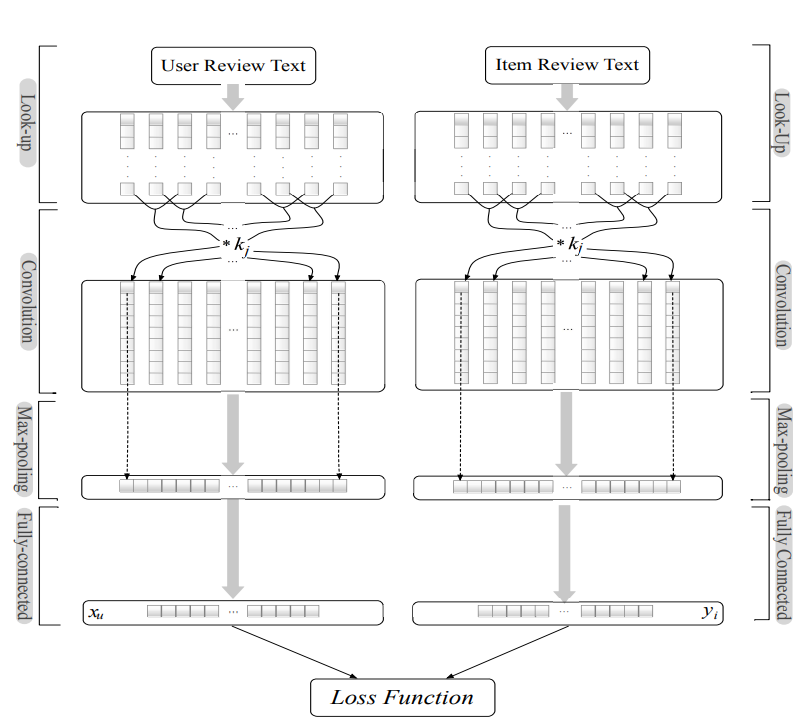 User Review Text
Item Review Text
Look-up
Look-Up
...
...
...
...
* k_j
* k_j
...
...
Convolution
Convolution
...
...
Max-pooling
Max-pooling
...
...
Fully-connected
Fully Connected
x_u
...
...
y_i
Loss Function